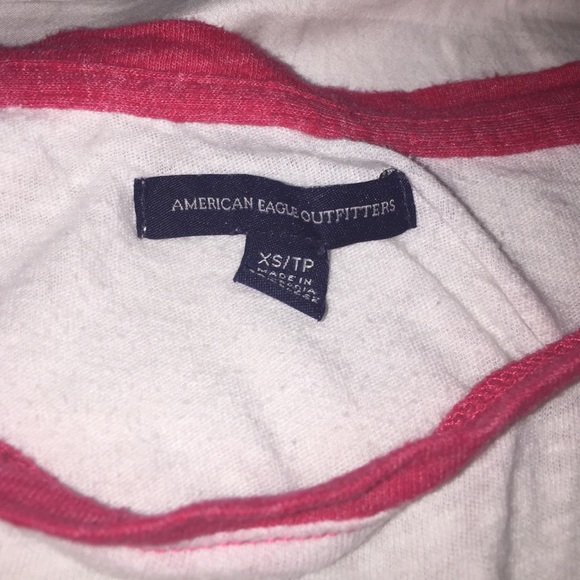 AMERICAN EAGLE OUTFITTERS
XS/TP
MADE IN